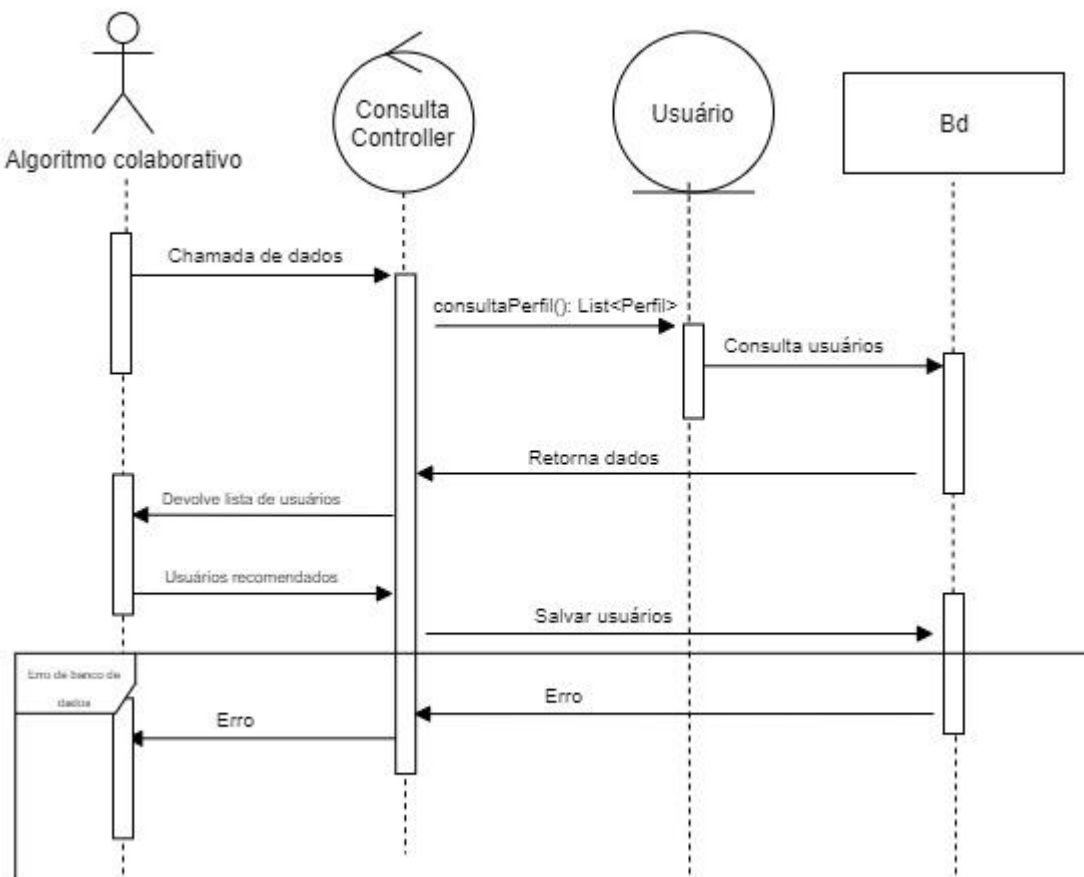 Consulta
Controller
Usuário
Bd
Algoritmo colaborativo
Chamada de dados
consultaPerfil(): List<Perfil>
Consulta usuários
Retorna dados
Devolve lista de usuários
Usuários recomendados
Salvar usuários
Erro de banco de
dados
Erro
Erro